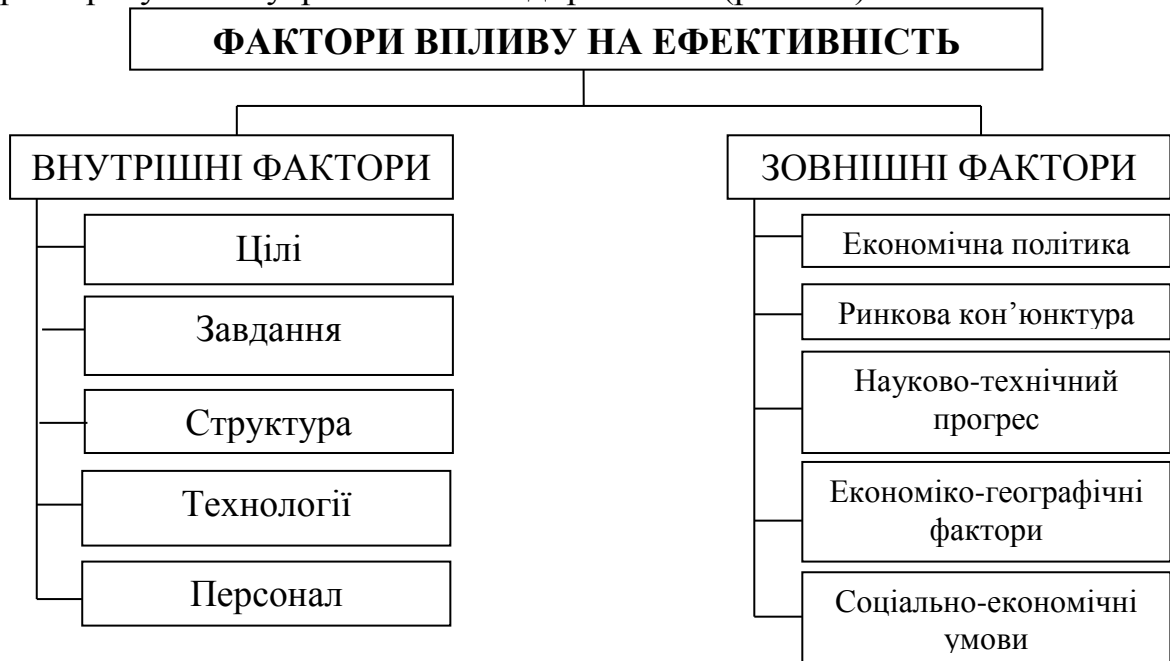 ФАКТОРИ ВПЛИВУ НА ЕФЕКТИВНІСТЬ
ВНУТРІШНІ ФАКТОРИ
Цілі
Завдання
Структура
Технології
Персонал
ЗОВНІШНІ ФАКТОРИ
Економічна політика
Ринкова кон’юнктура
Науково-технічний
прогрес
Економіко-географічні
фактори
Соціально-економічні
умови